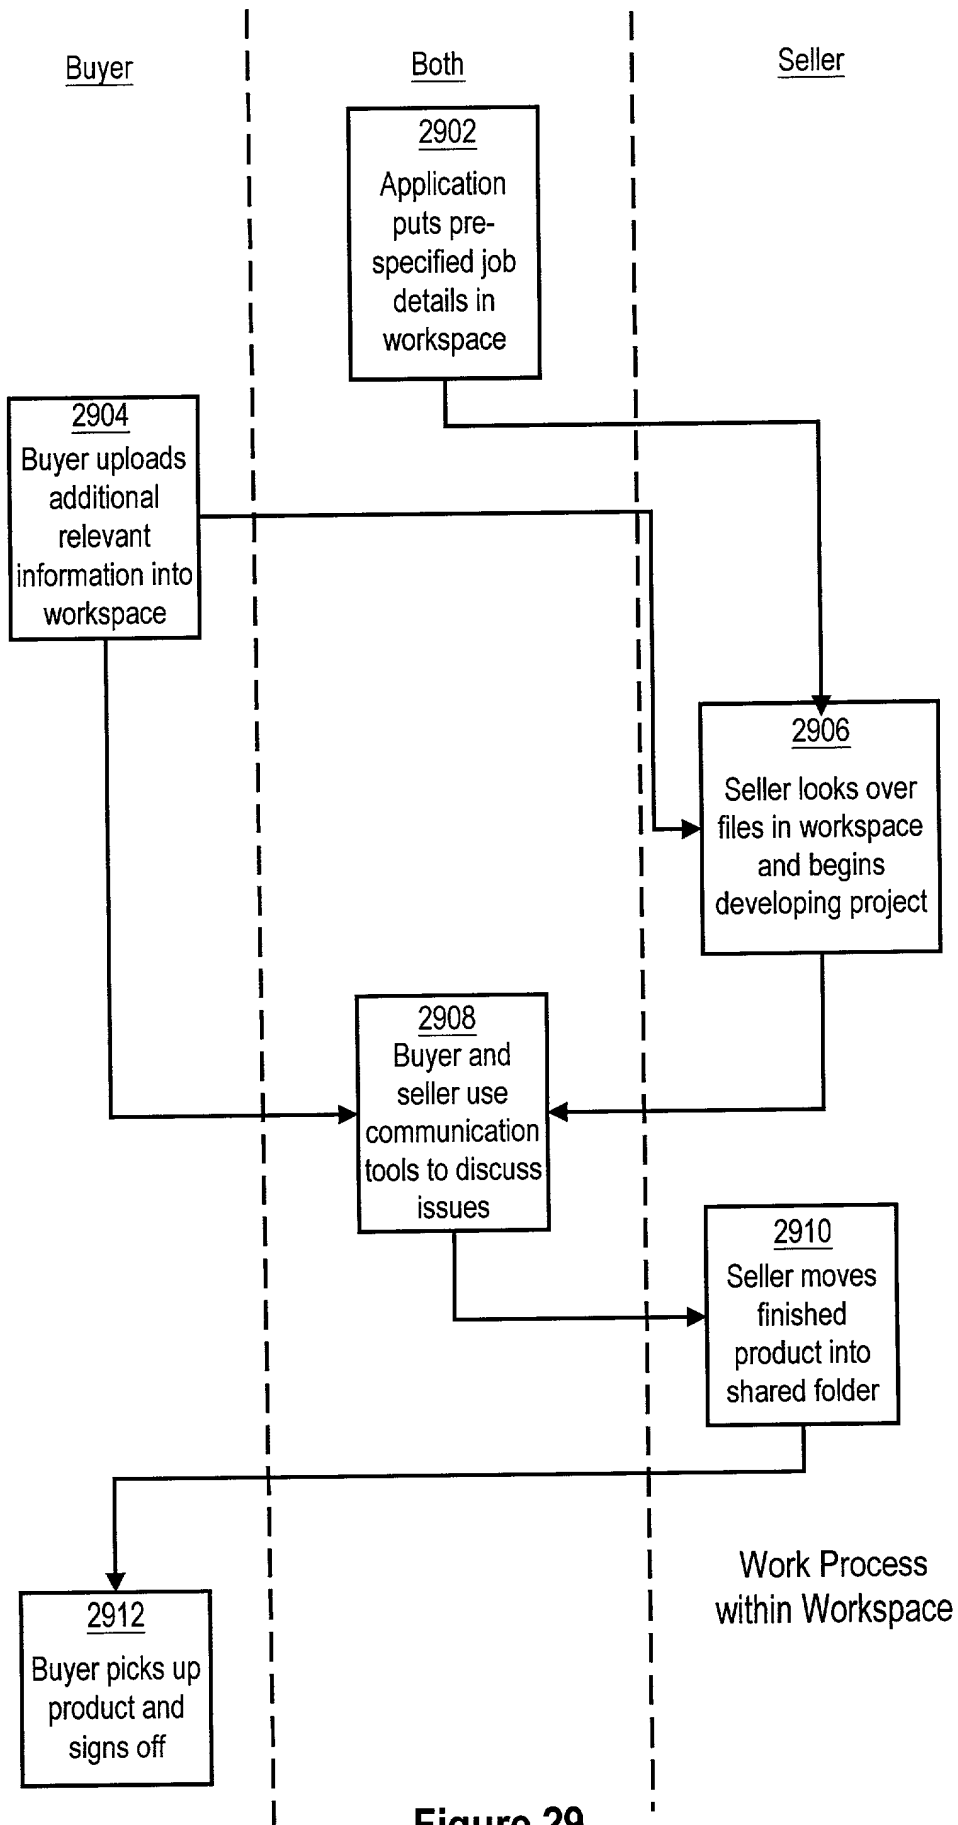 Buyer
Both
Seller
2902
Application
puts pre-
specified job
details in
workspace
2904
Buyer uploads
additional
relevant
information into
workspace
2906
Seller looks over
files in workspace
and begins
developing project
2908
Buyer and
seller use
communication
tools to discuss
issues
2910
Seller moves
finished
product into
shared folder
2912
Buyer picks up
product and
signs off
Work Process
within Workspace
Figure 29